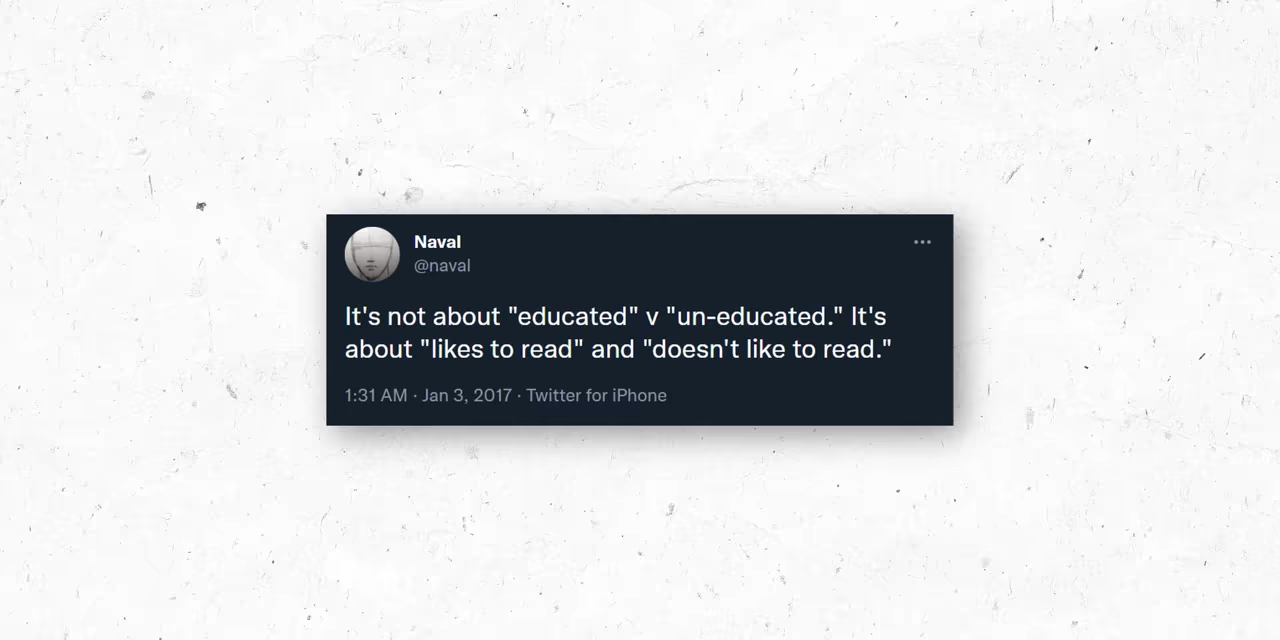 Naval
@naval
It's not about "educated" v "un-educated." It's
about "likes to read" and "doesn't like to read."
1:31 AM · Jan 3, 2017 · Twitter for iPhone